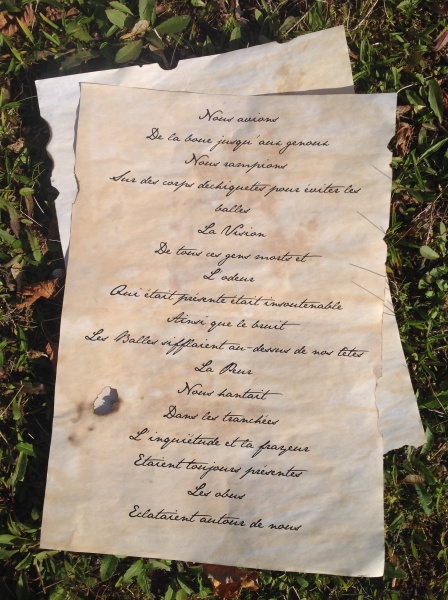 Nous avions
De la boue jusqu'aux genoux
Nous rampions
Sur des corps déchiquetés pour éviter les
balles
La Vision
De tous ces gens morts et
L'odeur
Qui était présente était insoutenable
Ainsi que le bruit
Les Balles sifflaient au-dessus de nos têtes
La Peur
Nous hantait
Dans les tranchées
L'inquiétude et la frayeur
Etaient toujours présentes
Les obus
Eclataient autour de nous